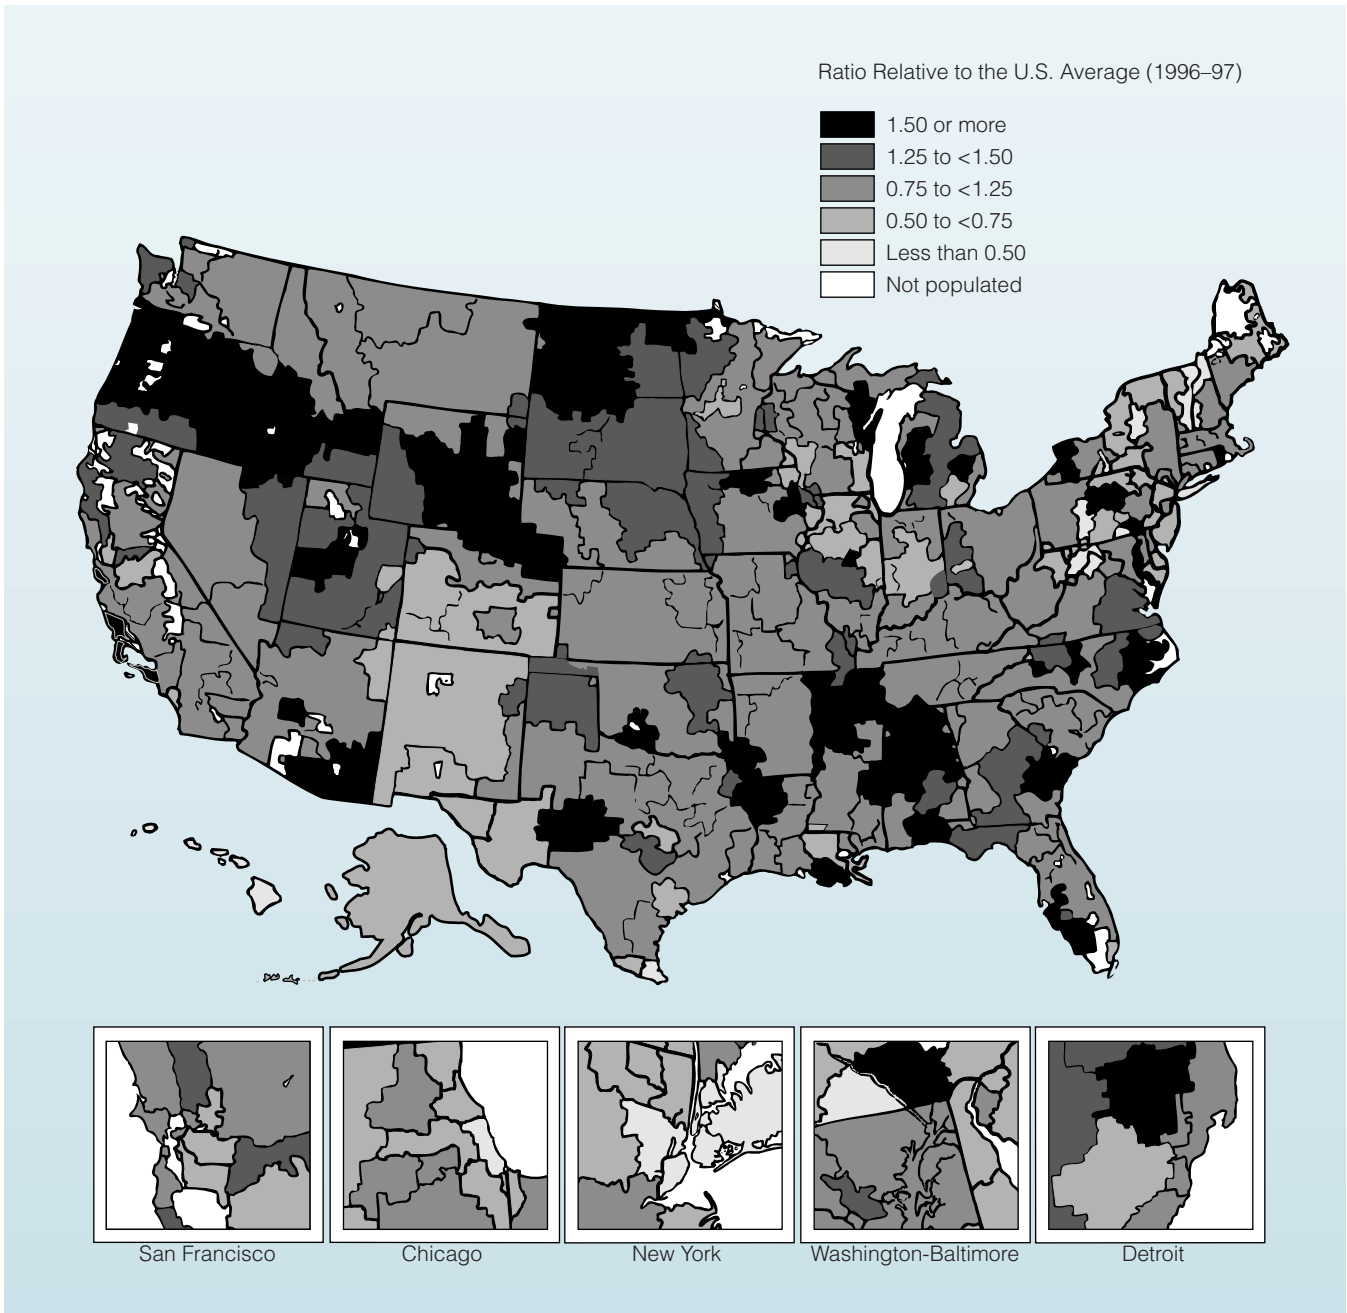 Ratio Relative to the U.S. Average (1996–97)
1.50 or more
1.25 to <1.50
0.75 to <1.25
0.50 to <0.75
Less than 0.50
Not populated
San Francisco
Chicago
New York
Washington-Baltimore
Detroit